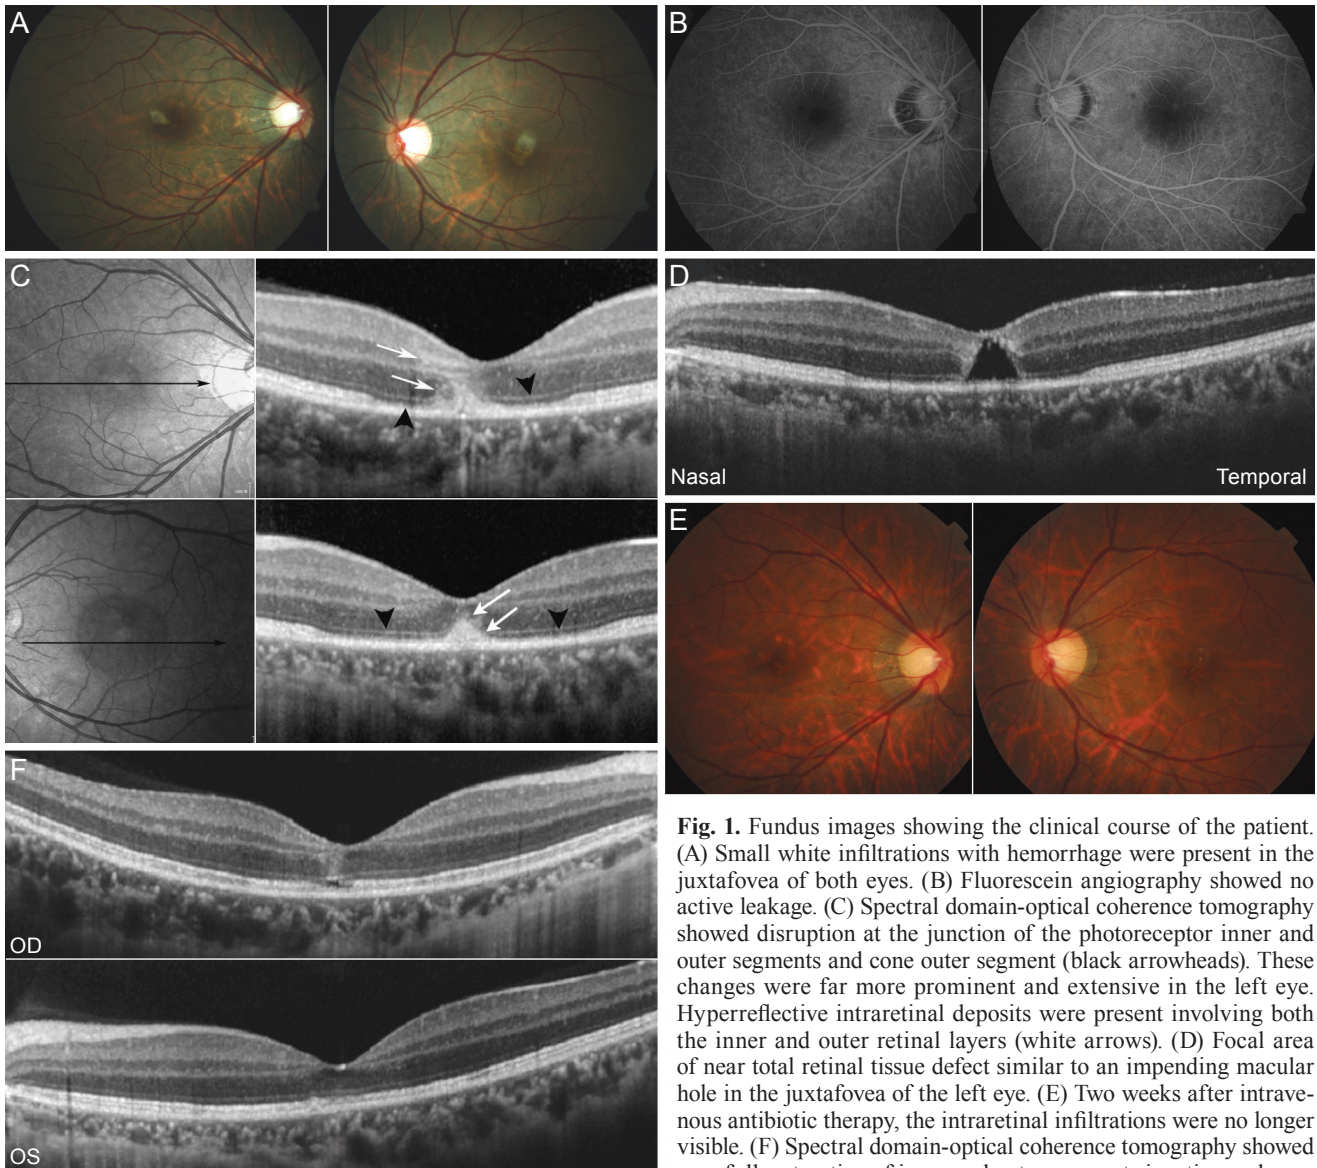 A
B
C
D
Nasal
Temporal
E
F
OD
OS
Fig. 1. Fundus images showing the clinical course of the patient.
(A) Small white infiltrations with hemorrhage were present in the
juxtafovea of both eyes. (B) Fluorescein angiography showed no
active leakage. (C) Spectral domain-optical coherence tomography
showed disruption at the junction of the photoreceptor inner and
outer segments and cone outer segment (black arrowheads). These
changes were far more prominent and extensive in the left eye.
Hyperreflective intraretinal deposits were present involving both
the inner and outer retinal layers (white arrows). (D) Focal area
of near total retinal tissue defect similar to an impending macular
hole in the juxtafovea of the left eye. (E) Two weeks after intrave-
nous antibiotic therapy, the intraretinal infiltrations were no longer
visible. (F) Spectral domain-optical coherence tomography showed